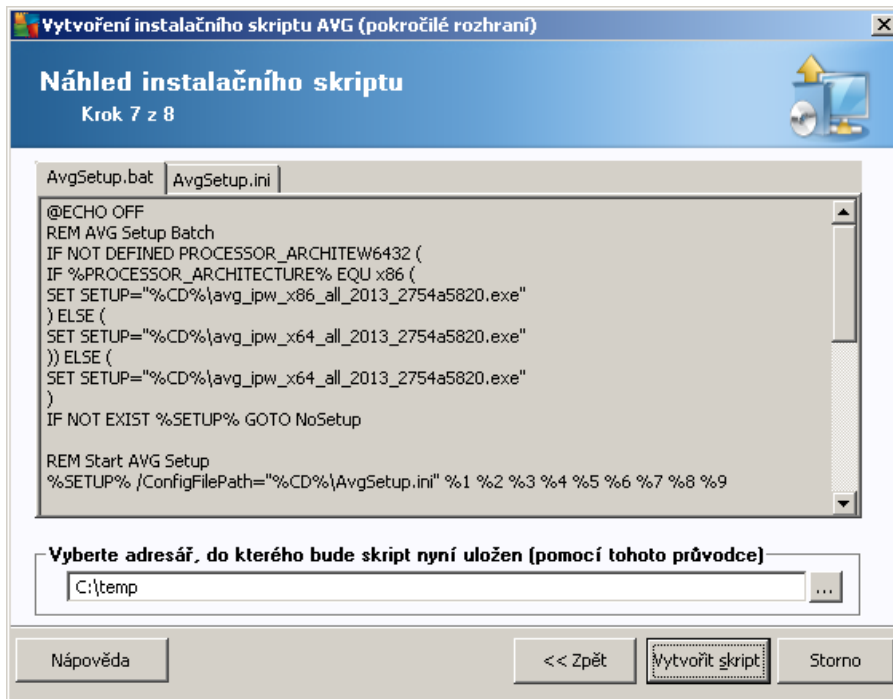 Vytvoření instalačního skriptu AVG (pokročilé rozhraní)
Náhled instalačního skriptu
Krok 7 z 8
AvgSetup.bat
AvgSetup.ini
@ECHO OFF
REM AVG Setup Batch
IF NOT DEFINED PROCESSOR_ARCHITEW6432 (
IF %PROCESSOR_ARCHITECTURE% EQU x86 (
SET SETUP="%CD%\avg_ipw_x86_all_2013_2754a5820.exe"
) ELSE (
SET SETUP="%CD%\avg_ipw_x64_all_2013_2754a5820.exe"
)) ELSE (
SET SETUP="%CD%\avg_ipw_x64_all_2013_2754a5820.exe"
)
IF NOT EXIST %SETUP% GOTO NoSetup
REM Start AVG Setup
%SETUP% /ConfigFilePath="%CD%\AvgSetup.ini" %1 %2 %3 %4 %5 %6 %7 %8 %9
Vyberte adresář, do kterého bude skript nyní uložen (pomocí tohoto průvodce)
C:\temp
...
Nápověda
<< Zpět
Vytvořit skript
Storno